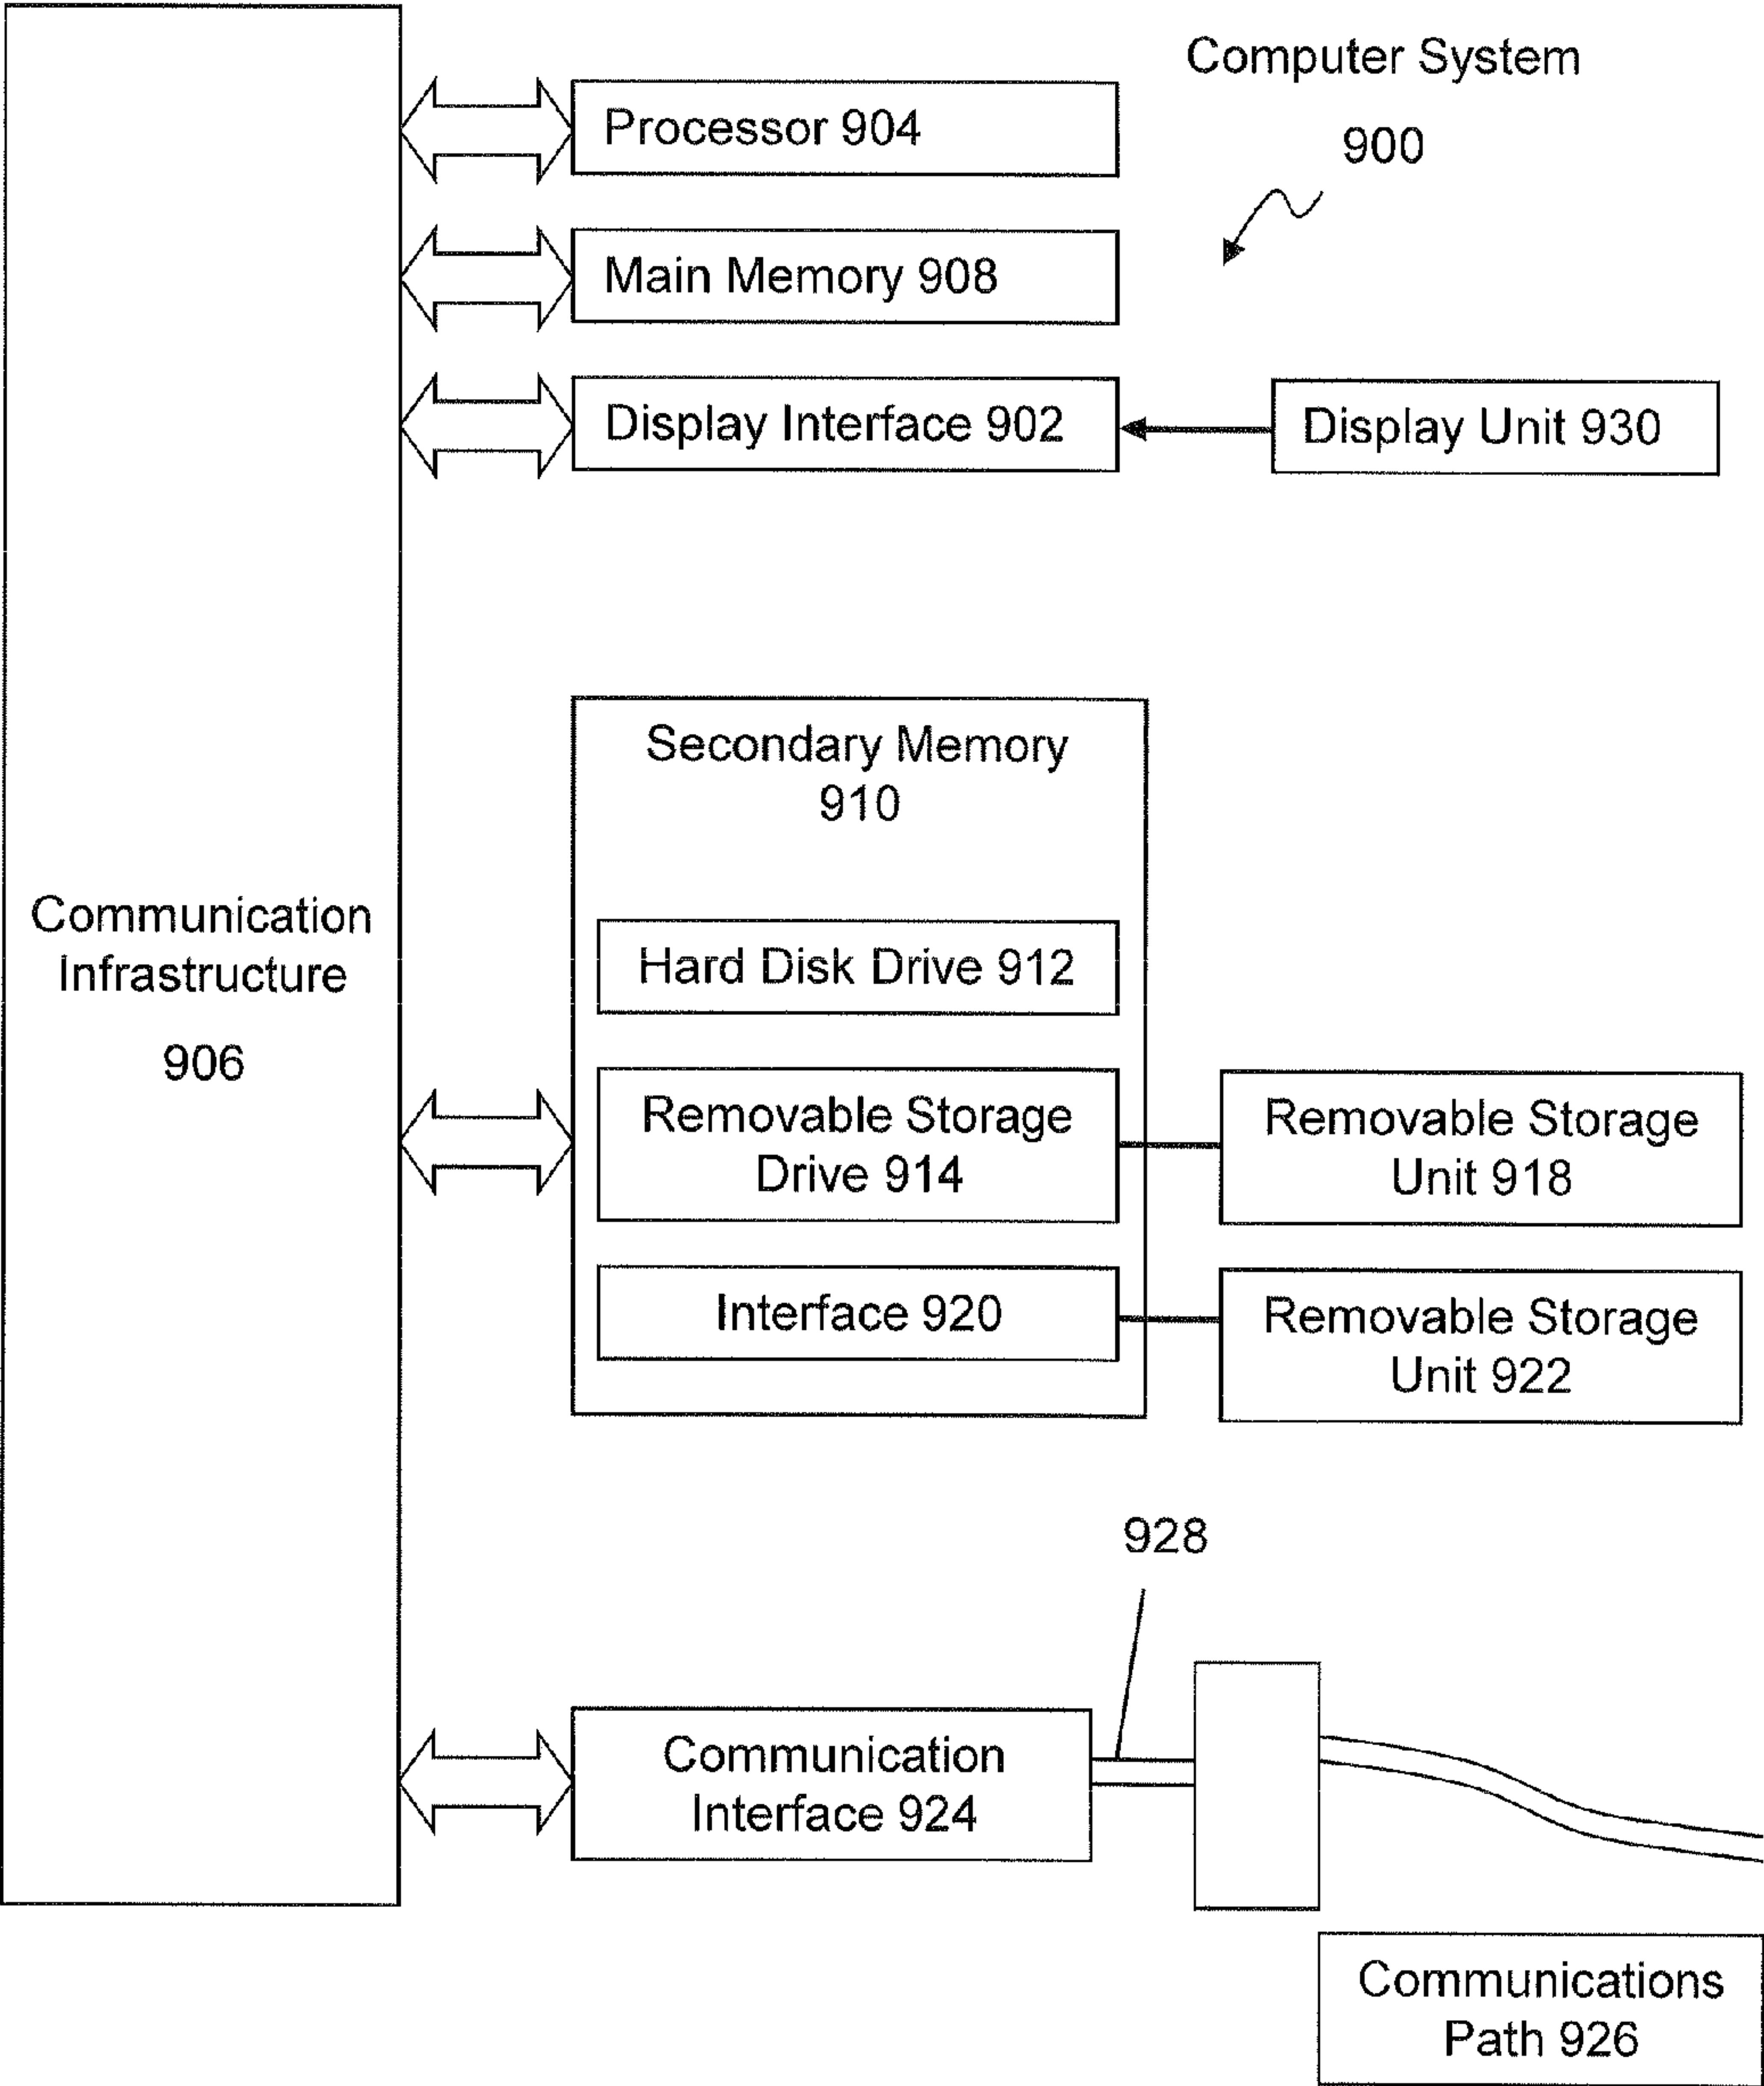 Computer System
900
Processor 904
Main Memory 908
Display Interface 902
Display Unit 930
Secondary Memory
910
Communication
Infrastructure
906
Hard Disk Drive 912
Removable Storage
Drive 914
Removable Storage
Unit 918
Interface 920
Removable Storage
Unit 922
928
Communication
Interface 924
Communications
Path 926